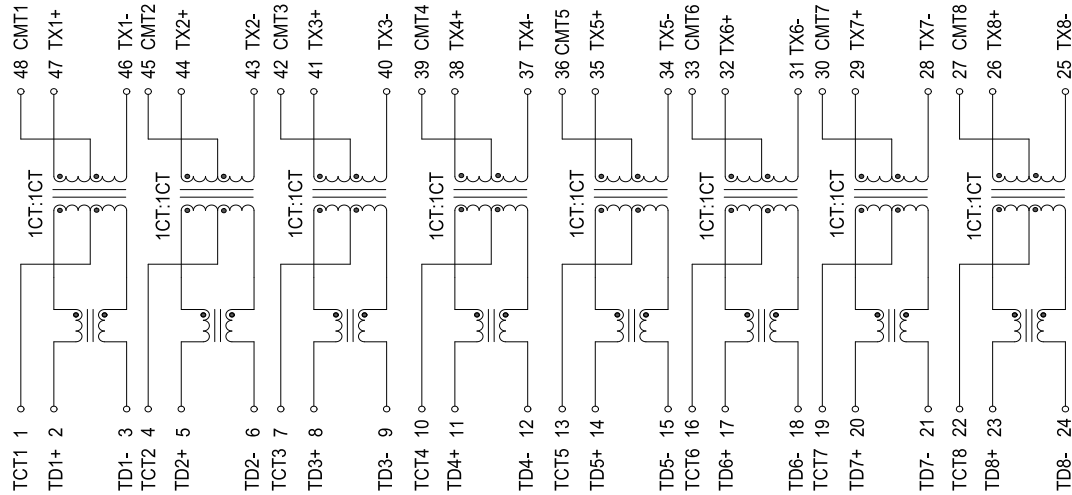 48 CMT1
47 TX1+
46 TX1-
45 CMT2
44 TX2+
43 TX2-
42 CMT3
41 TX3+
40 TX3-
39 CMT4
38 TX4+
37 TX4-
36 CMT5
35 TX5+
34 TX5-
33 CMT6
32 TX6+
31 TX6-
30 CMT7
29 TX7+
28 TX7-
27 CMT8
26 TX8+
25 TX8-
1CT:1CT
1CT:1CT
1CT:1CT
1CT:1CT
1CT:1CT
1CT:1CT
1CT:1CT
1CT:1CT
TCT1 1
TD1+ 2
TD1- 3
TCT2 4
TD2+ 5
TD2- 6
TCT3 7
TD3+ 8
TD3- 9
TCT4 10
TD4+ 11
TD4- 12
TCT5 13
TD5+ 14
TD5- 15
TCT6 16
TD6+ 17
TD6- 18
TCT7 19
TD7+ 20
TD7- 21
TCT8 22
TD8+ 23
TD8- 24